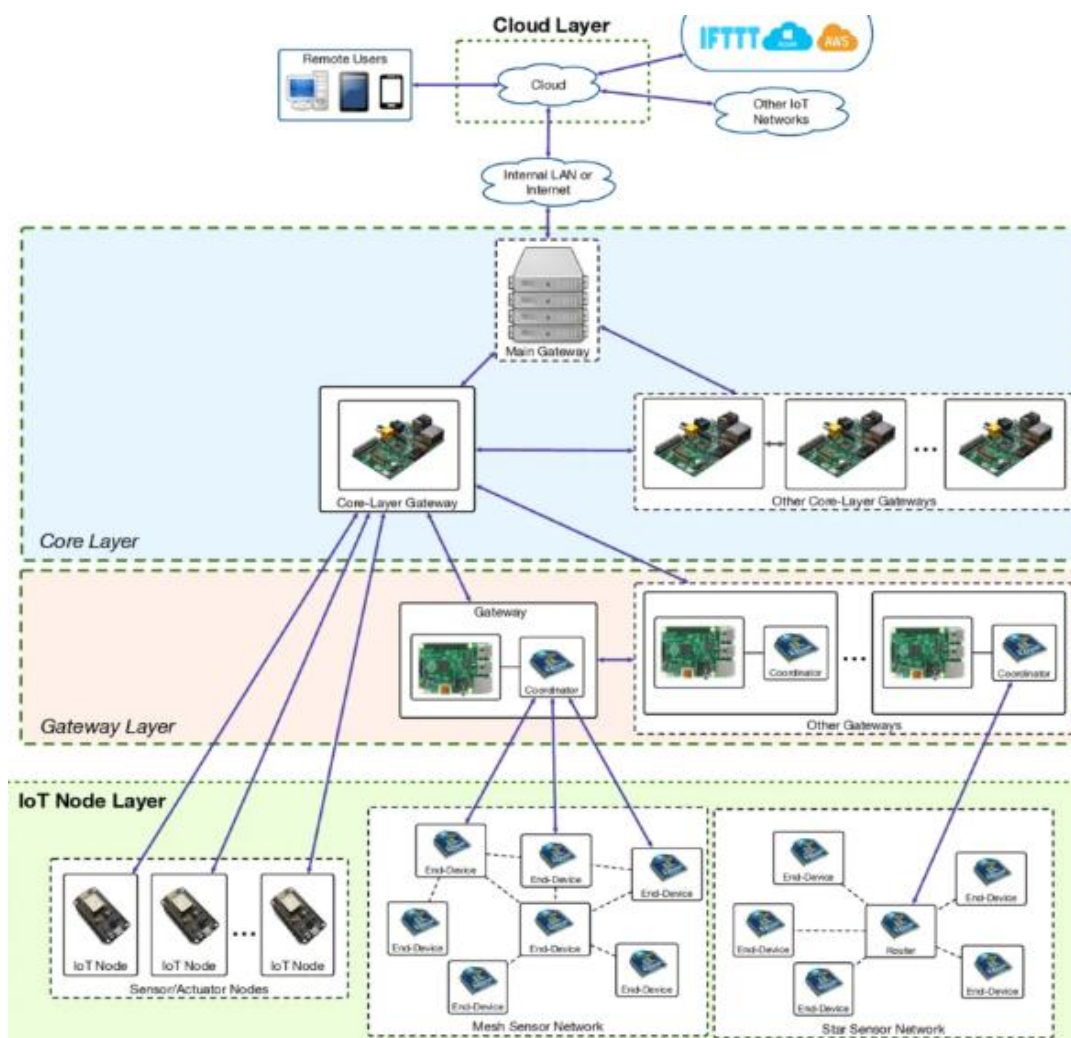 Cloud Layer
IFTTT
AWS
Remote Users
Cloud
Other IoT
Networks
Internal LAN or
Internet
Main Gateway
Core-Layer Gateway
Other Core-Layer Gateways
Core Layer
Gateway
Coordinator
Coordinator
Coordinator
Other Gateways
Gateway Layer
IoT Node Layer
End-Device
End-Device
End-Device
End-Device
End-Device
End-Device
End-Device
Mesh Sensor Network
End-Device
End-Device
End-Device
Router
End-Device
End-Device
Star Sensor Network
IoT Node
IoT Node
IoT Node
Sensor/Actuator Nodes